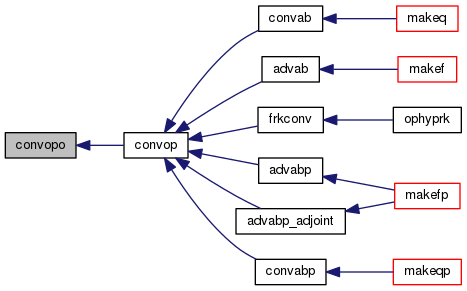 convab
makeq
advab
makef
frkconv
ophyprk
convopo
convop
advabp
makefp
advabp_adjoint
convabp
makeqp